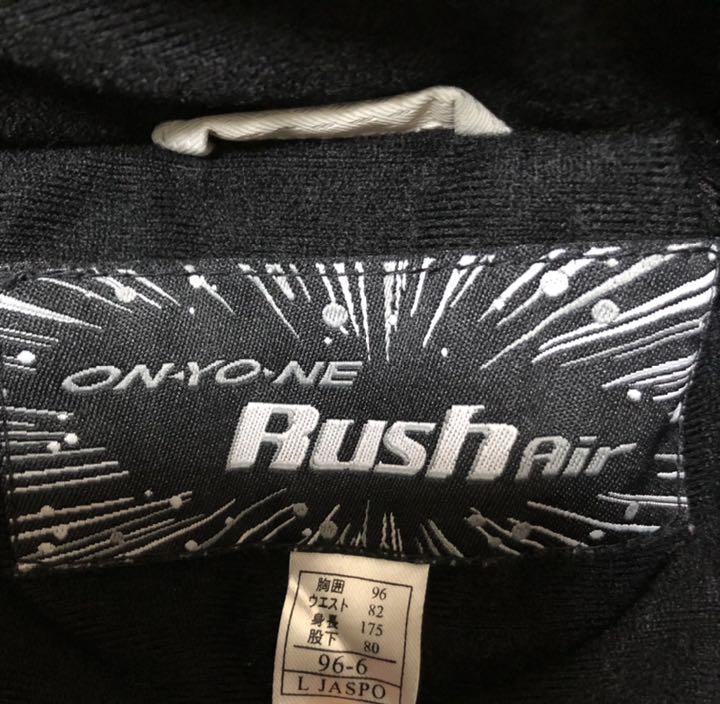 ON・YO・NE
Rush Air
胸囲 96
ウエスト 82
身長 175
股下 80
96-6
L JASPO